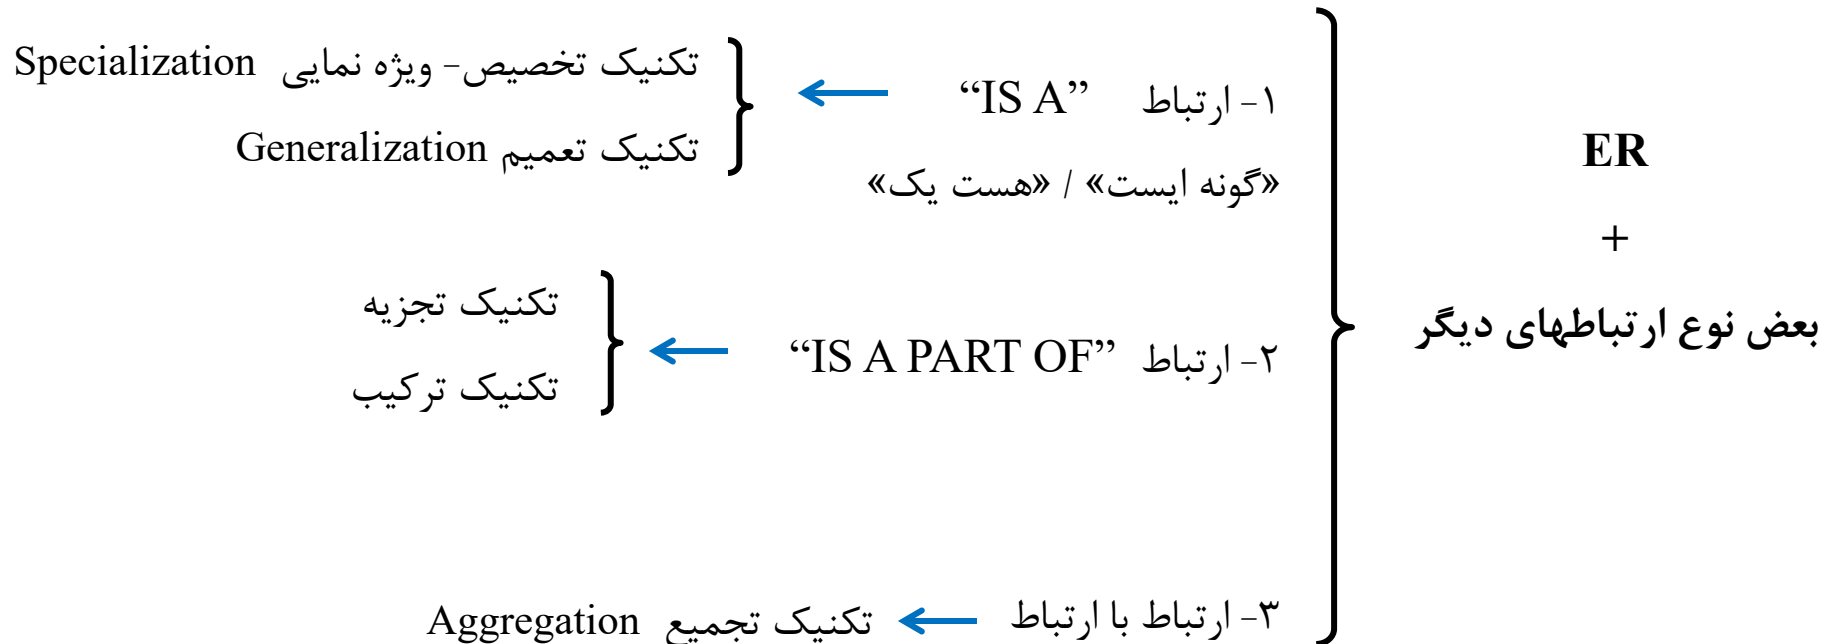 ER
+
بعض نوع ارتباطهای دیگر
۱- ارتباط “IS A”
«گونه ایست» / «هست یک»
تکنیک تخصیص- ویژه نمایی Specialization
تکنیک تعمیم Generalization
۲- ارتباط “IS A PART OF”
تکنیک تجزیه
تکنیک ترکیب
۳- ارتباط با ارتباط
تکنیک تجمیع Aggregation